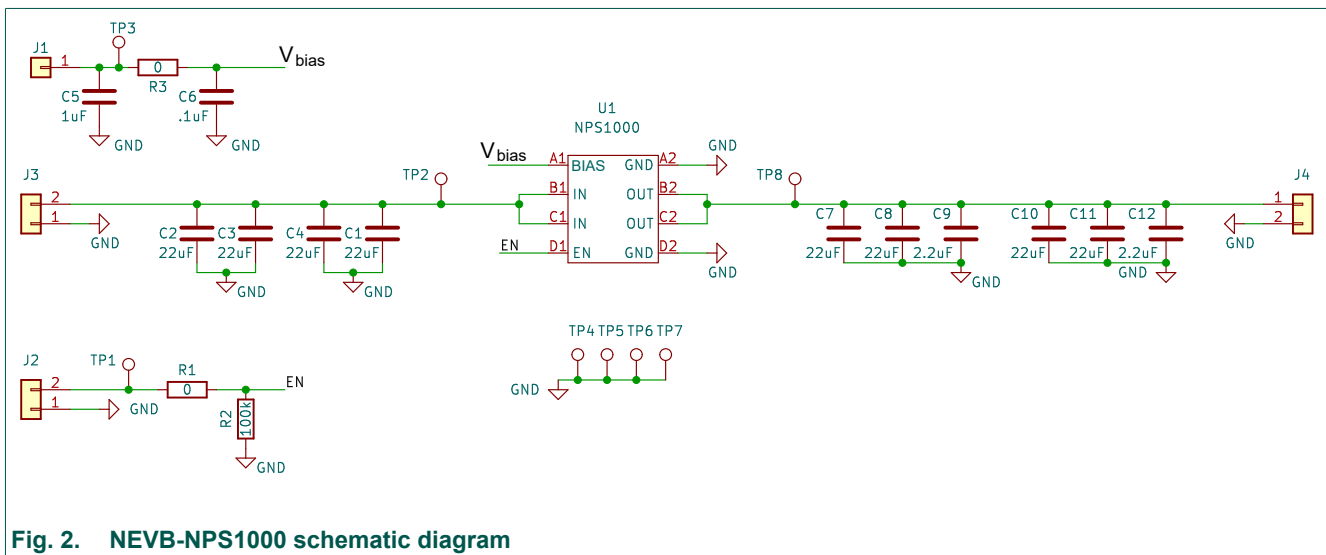 TP3
J1
1
0
R3
V bias
C5
1uF
C6
.1uF
GND
GND
U1
NPS1000
V bias
A1
BIAS
GND
A2
GND
B1
IN
OUT
B2
C1
IN
OUT
C2
EN
D1
EN
GND
D2
GND
J3
2
1
GND
TP2
C2
22uF
C3
22uF
C4
22uF
C1
22uF
GND
GND
TP8
C7
22uF
C8
22uF
C9
2.2uF
C10
22uF
C11
22uF
C12
2.2uF
GND
GND
J4
1
2
GND
J2
2
1
TP1
GND
R1
0
EN
R2
100k
GND
TP4
TP5
TP6
TP7
GND
Fig. 2. NEVB-NPS1000 schematic diagram